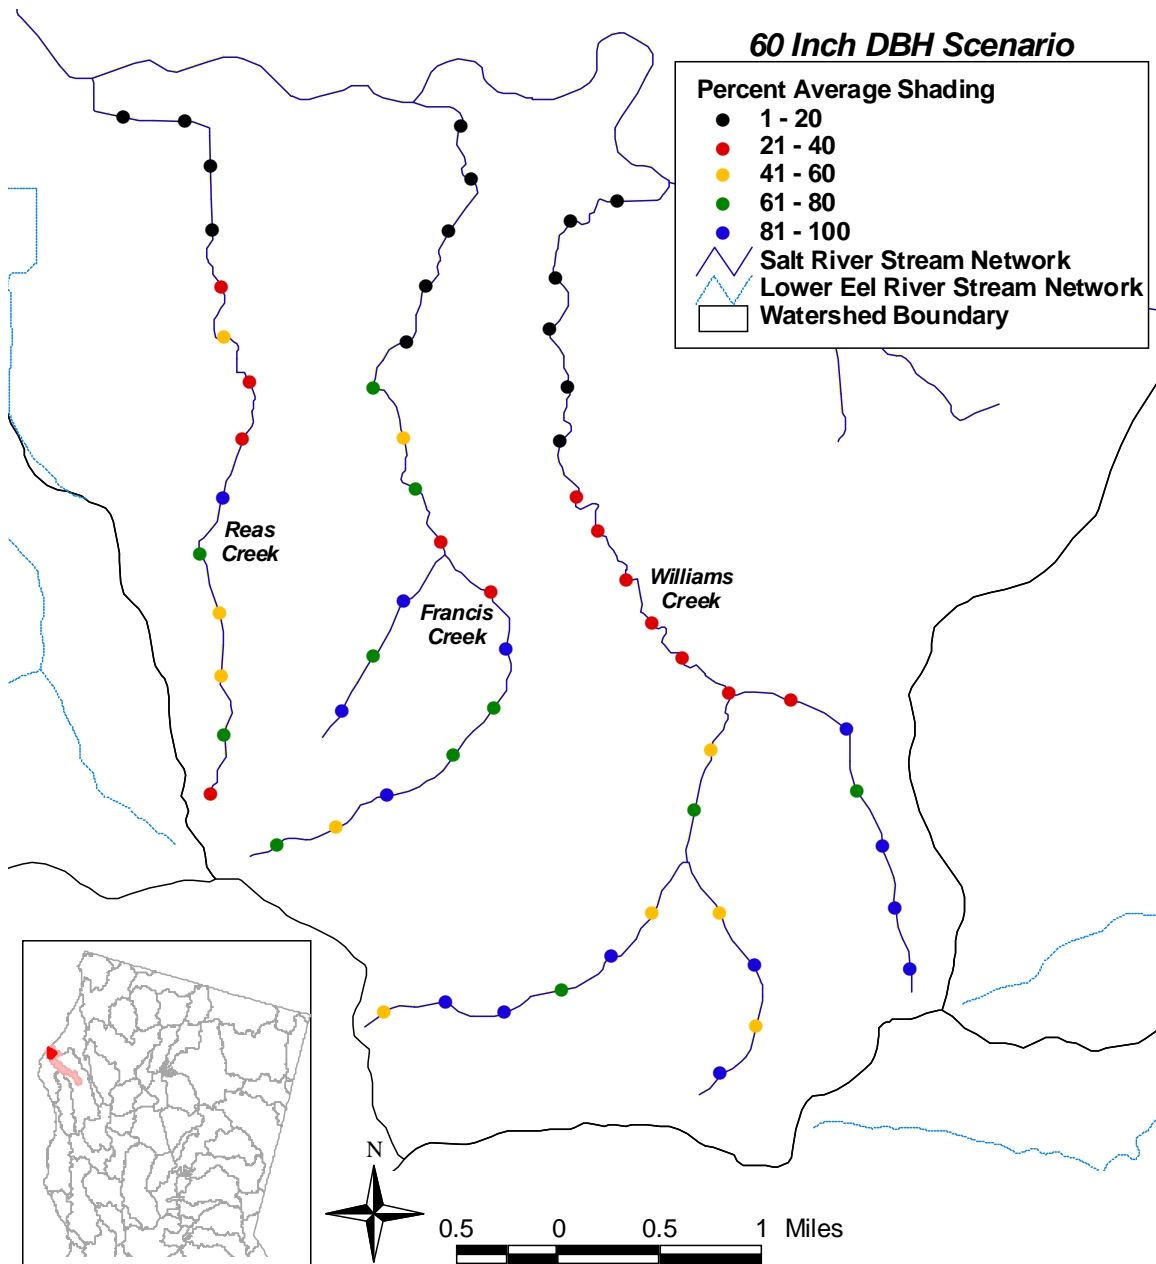 60 Inch DBH Scenario
Percent Average Shading
1 - 20
21 - 40
41 - 60
61 - 80
81 - 100
Salt River Stream Network
Lower Eel River Stream Network
Watershed Boundary
Reas
Creek
Francis
Creek
Williams
Creek
N
0.5 0 0.5 1 Miles